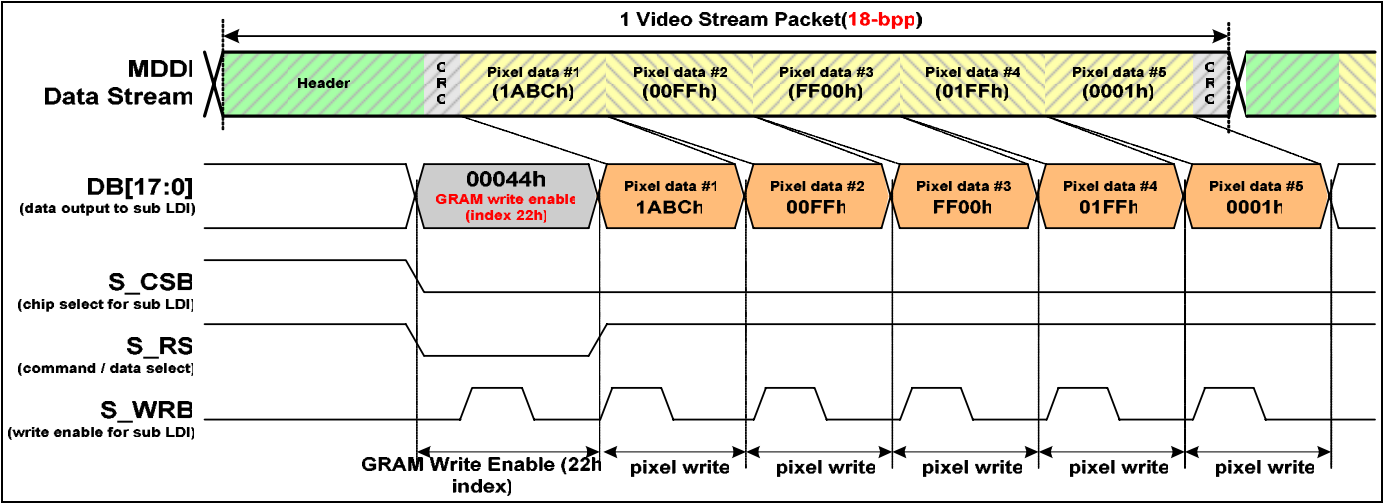 1 Video Stream Packet(18-bpp)
MDDI
Data Stream
Header
CRC
Pixel data #1
(1ABCh)
Pixel data #2
(00FFh)
Pixel data #3
(FF00h)
Pixel data #4
(01FFh)
Pixel data #5
(0001h)
CRC
DB[17:0]
(data output to sub LDI)
00044h
GRAM write enable
(index 22h)
Pixel data #1
1ABCh
Pixel data #2
00FFh
Pixel data #3
FF00h
Pixel data #4
01FFh
Pixel data #5
0001h
S_CSB
(chip select for sub LDI)
S_RS
(command / data select)
S_WRB
(write enable for sub LDI)
GRAM Write Enable (22h
index)
pixel write
pixel write
pixel write
pixel write
pixel write